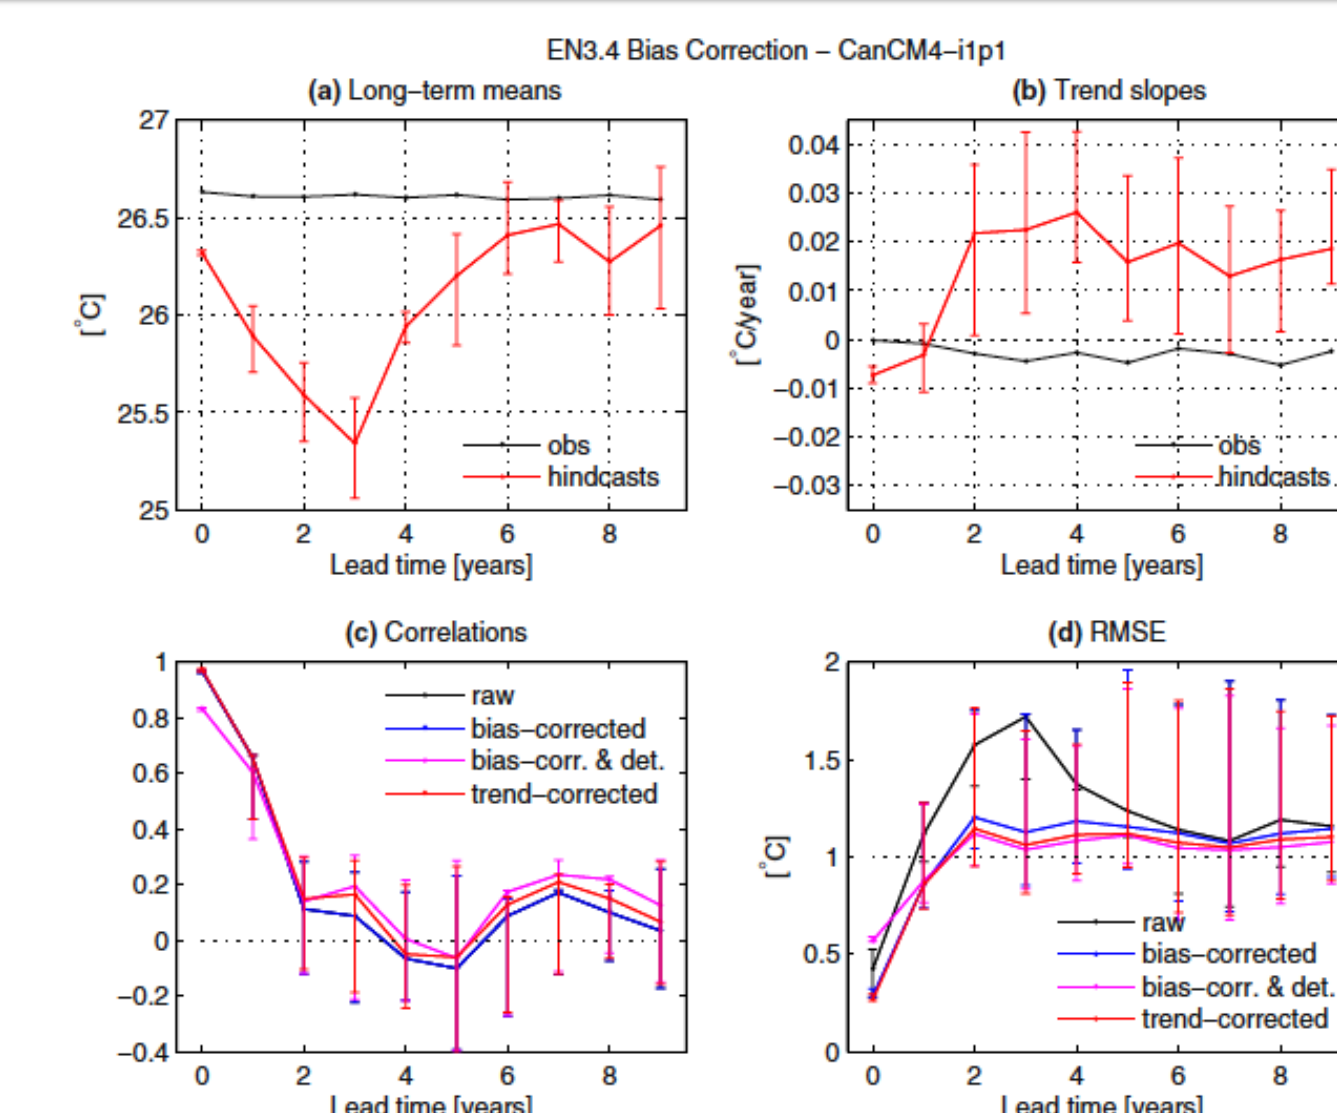 EN3.4 Bias Correction – CanCM4–i1p1
(a) Long–term means
(b) Trend slopes
27
26.5
26
25.5
25
[°C]
obs
hindcasts
0 2 4 6 8
Lead time [years]
0.04
0.03
0.02
0.01
0
−0.01
−0.02
−0.03
[°C/year]
obs
hindcasts
0 2 4 6 8
Lead time [years]
(c) Correlations
(d) RMSE
1
0.8
0.6
0.4
0.2
0
−0.2
−0.4
raw
bias–corrected
bias–corr. & det.
trend–corrected
0 2 4 6 8
Lead time [years]
2
1.5
1
0.5
0
[°C]
raw
bias–corrected
bias–corr. & det.
trend–corrected
0 2 4 6 8
Lead time [years]